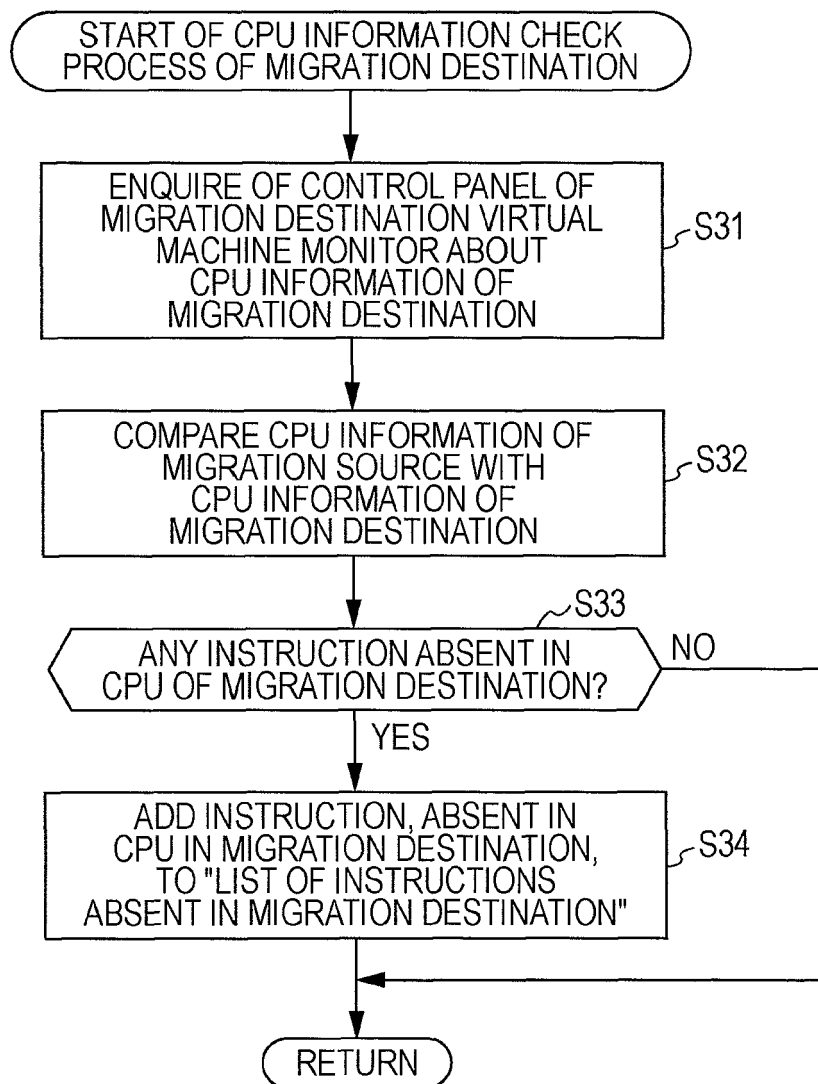 START OF CPU INFORMATION CHECK
PROCESS OF MIGRATION DESTINATION
ENQUIRE OF CONTROL PANEL OF
MIGRATION DESTINATION VIRTUAL
MACHINE MONITOR ABOUT
CPU INFORMATION OF
MIGRATION DESTINATION
S31
COMPARE CPU INFORMATION OF
MIGRATION SOURCE WITH
CPU INFORMATION OF
MIGRATION DESTINATION
S32
S33
ANY INSTRUCTION ABSENT IN
CPU OF MIGRATION DESTINATION?
NO
YES
ADD INSTRUCTION, ABSENT IN
CPU IN MIGRATION DESTINATION,
TO "LIST OF INSTRUCTIONS
ABSENT IN MIGRATION DESTINATION"
S34
RETURN